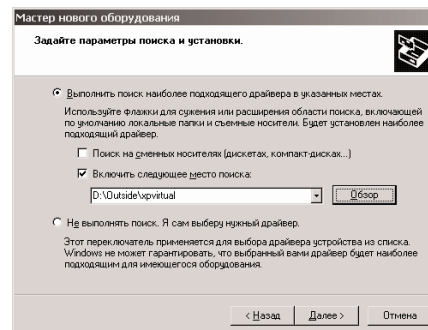 Мастер нового оборудования
Задайте параметры поиска и установки.
Выполнить поиск наиболее подходящего драйвера в указанных местах.
Используйте флажки для сужения или расширения области поиска, включающей
по умолчанию локальные папки и съемные носители. Будет установлен наиболее
подходящий драйвер.
Поиск на сменных носителях (дискетах, компакт-дисках...)
Включить следующее место поиска:
D:\Outside\xpvirtual
Обзор
Не выполнять поиск. Я сам выберу нужный драйвер.
Этот переключатель применяется для выбора драйвера устройства из списка.
Windows не может гарантировать, что выбранный вами драйвер будет наиболее
подходящим для имеющегося оборудования.
< Назад
Далее >
Отмена